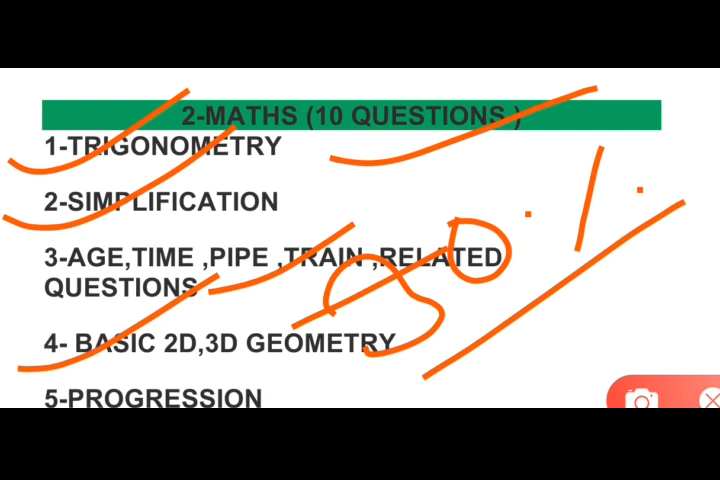 2-MATHS (10 QUESTIONS )
1-TRIGONOMETRY
2-SIMPLIFICATION
3-AGE,TIME ,PIPE ,TRAIN ,RELATED
QUESTIONS
30%
4- BASIC 2D,3D GEOMETRY
5-PROGRESSION